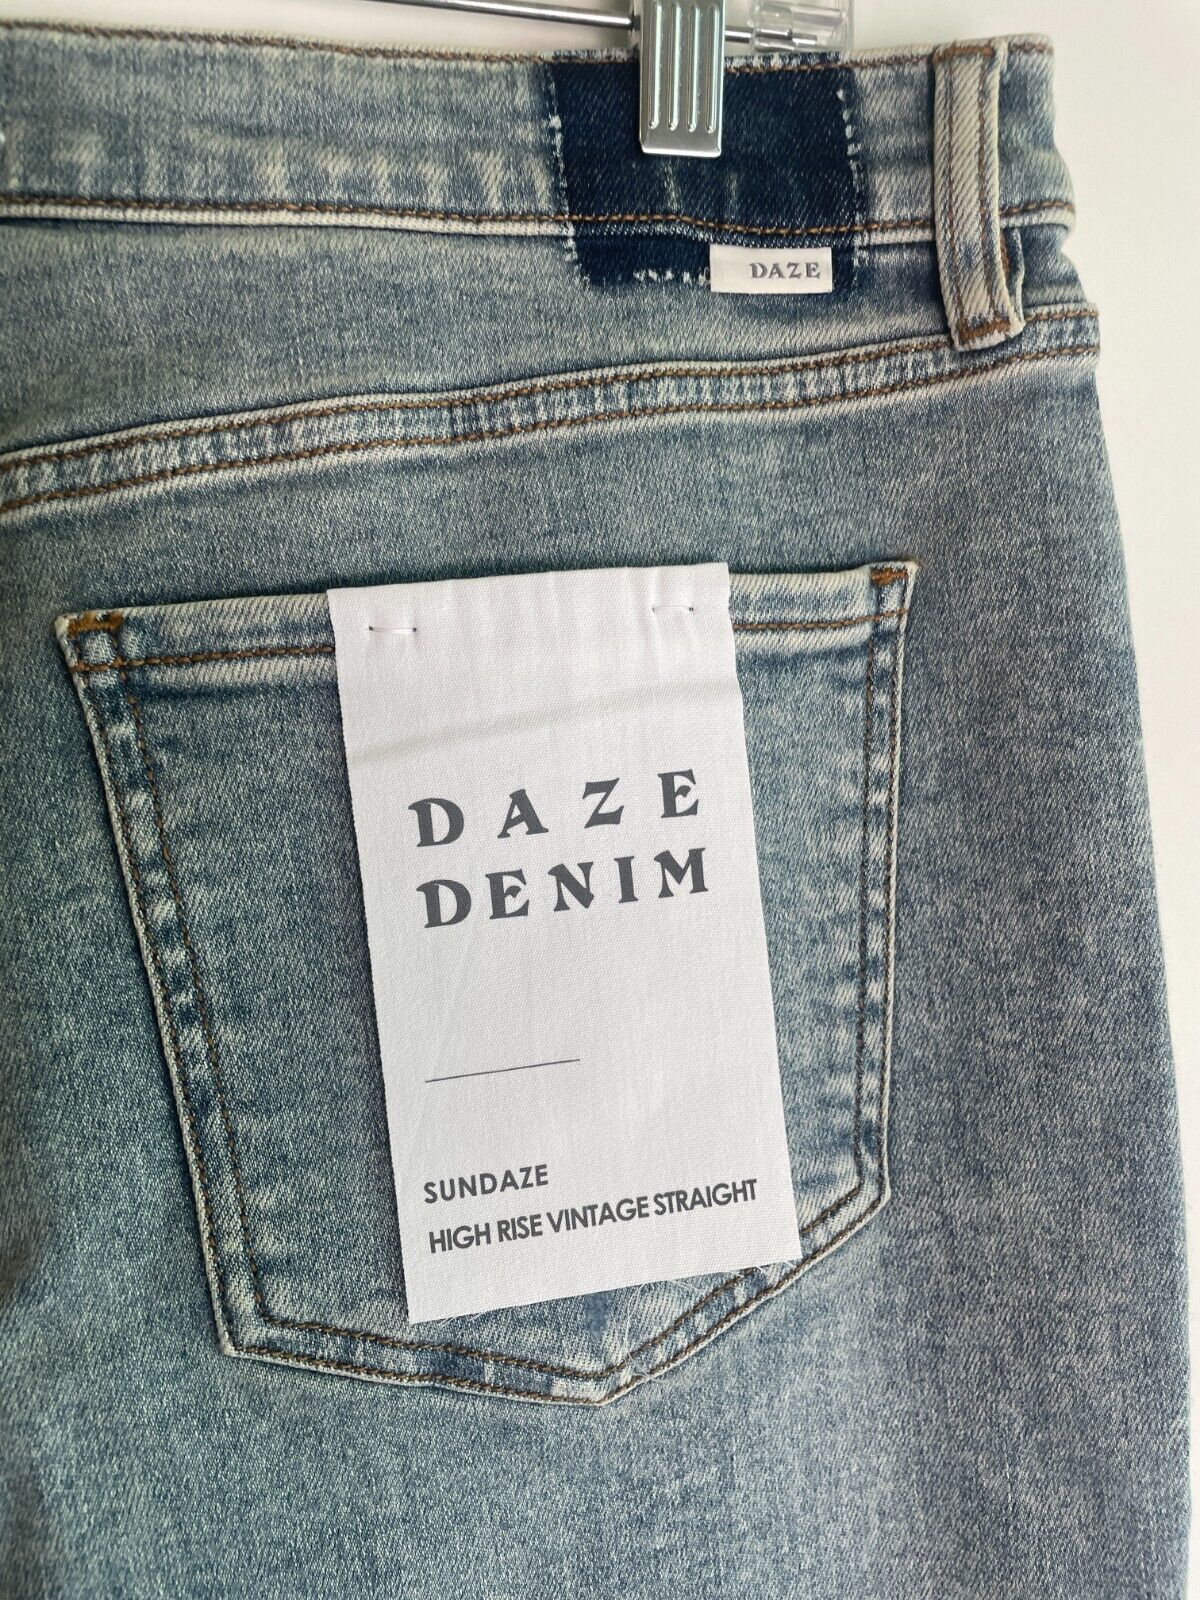 DAZE
DAZE
DENIM
SUNDAZE
HIGH RISE VINTAGE STRAIGHT